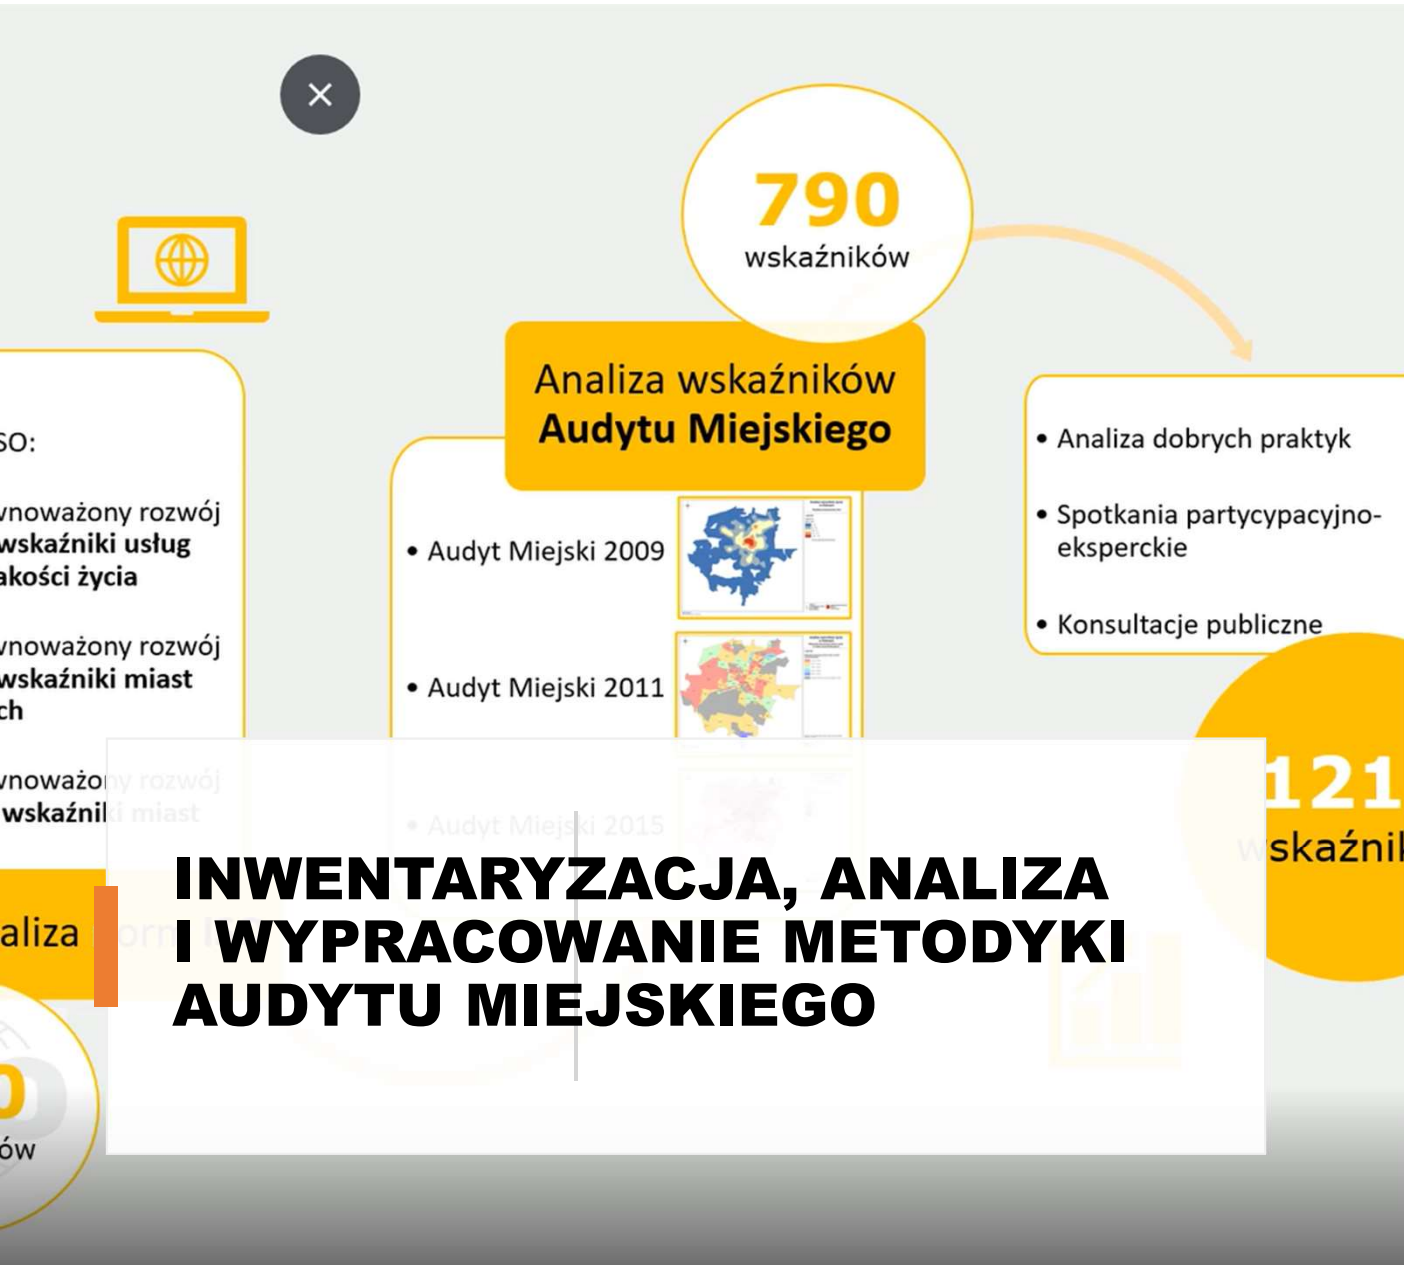 790
wskaźników
Analiza wskaźników
Audytu Miejskiego
SO:
wnoważony rozwój
wskaźniki usług
akości życia
wnoważony rozwój
wskaźniki miast
ch
wnoważony rozwój
wskaźniki miast
aliza norm
0
ów
• Audyt Miejski 2009
• Audyt Miejski 2011
• Audyt Miejski 2015
• Analiza dobrych praktyk
• Spotkania partycypacyjno-
eksperckie
• Konsultacje publiczne
121
wskaźnik
INWENTARYZACJA, ANALIZA
I WYPRACOWANIE METODYKI
AUDYTU MIEJSKIEGO